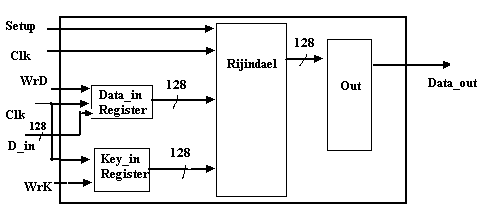 Setup
128
Clk
Rijindael
WrD
128
Data_in
Register
Out
Data_out
Clk
128
D_in
128
Key_in
Register
WrK